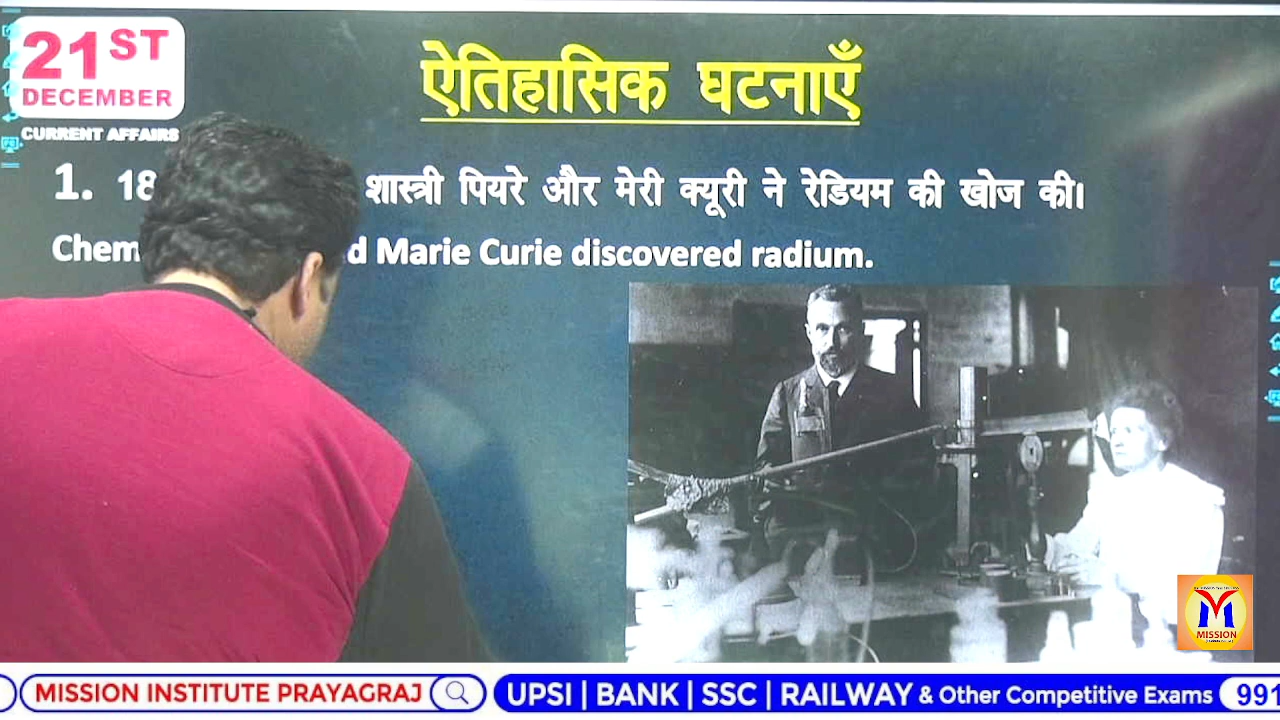 21ST
DECEMBER
CURRENT AFFAIRS
ऐतिहासिक घटनाएँ
1. 18 शास्त्री पियरे और मेरी क्यूरी ने रेडियम की खोज की।
Chem d Marie Curie discovered radium.
MISSION
MISSION INSTITUTE PRAYAGRAJ
UPSI | BANK | SSC | RAILWAY & Other Competitive Exams
991